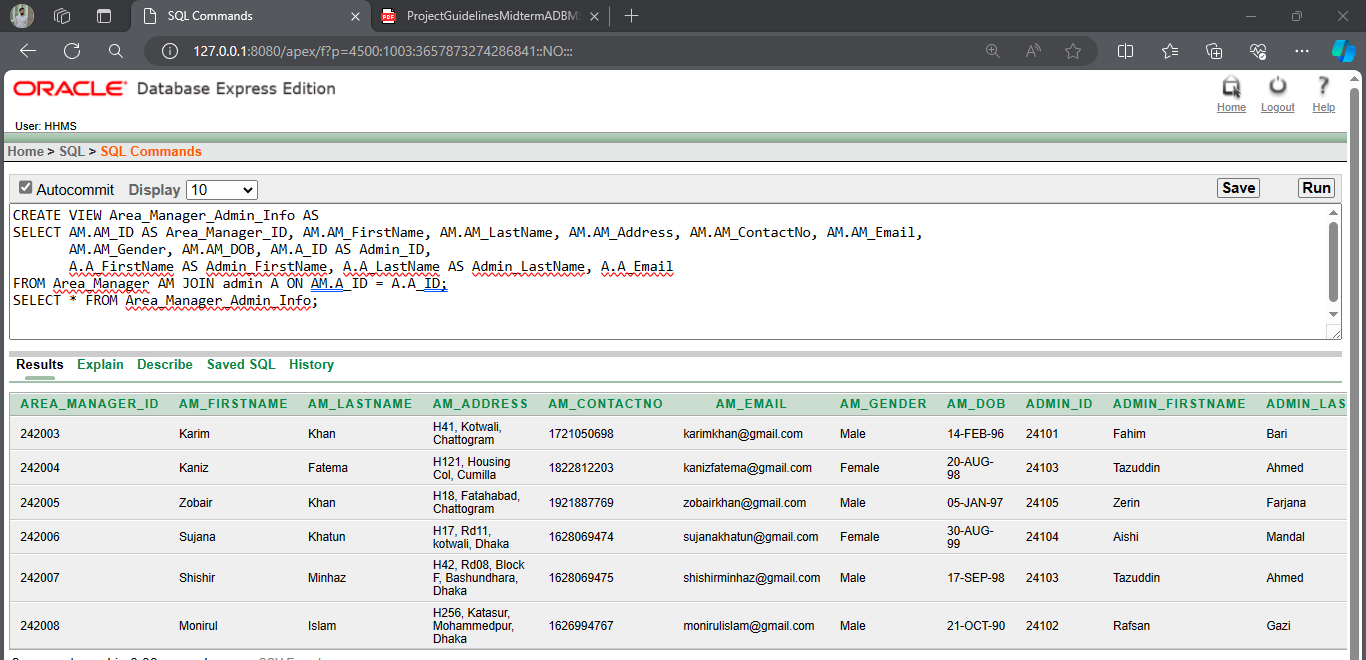 SQL Commands
ProjectGuidelinesMidtermADBMS
127.0.0.1:8080/apex/f?p=4500:1003:3657873274286841::NO:::
ORACLE Database Express Edition
Home Logout Help
User: HHMS
Home > SQL > SQL Commands
Autocommit Display 10 Save Run
CREATE VIEW Area_Manager_Admin_Info AS
SELECT AM.AM_ID AS Area_Manager_ID, AM.AM_FirstName, AM.AM_LastName, AM.AM_Address, AM.AM_ContactNo, AM.AM_Email,
AM.AM_Gender, AM.AM_DOB, AM.A_ID AS Admin_ID,
A.A_FirstName AS Admin_FirstName, A.A_LastName AS Admin_LastName, A.A_Email
FROM Area_Manager AM JOIN admin A ON AM.A_ID = A.A_ID;
SELECT * FROM Area_Manager_Admin_Info;
Results Explain Describe Saved SQL History
AREA_MANAGER_ID AM_FIRSTNAME AM_LASTNAME AM_ADDRESS AM_CONTACTNO AM_EMAIL AM_GENDER AM_DOB ADMIN_ID ADMIN_FIRSTNAME ADMIN_LAS
242003 Karim Khan H41, Kotwali, Chattogram 1721050698 karimkhan@gmail.com Male 14-FEB-96 24101 Fahim Bari
242004 Kaniz Fatema H121, Housing Col, Cumilla 1822812203 kanizfatema@gmail.com Female 20-AUG-98 24103 Tazuddin Ahmed
242005 Zobair Khan H18, Fatahabad, Chattogram 1921887769 zobairkhan@gmail.com Male 05-JAN-97 24105 Zerin Farjana
242006 Sujana Khatun H17, Rd11, kotwali, Dhaka 1628069474 sujanakhatun@gmail.com Female 30-AUG-99 24104 Aishi Mandal
242007 Shishir Minhaz H42, Rd08, Block F, Bashundhara, Dhaka 1628069475 shishirminhaz@gmail.com Male 17-SEP-98 24103 Tazuddin Ahmed
242008 Monirul Islam H256, Katasur, Mohammedpur, Dhaka 1626994767 monirulislam@gmail.com Male 21-OCT-90 24102 Rafsan Gazi